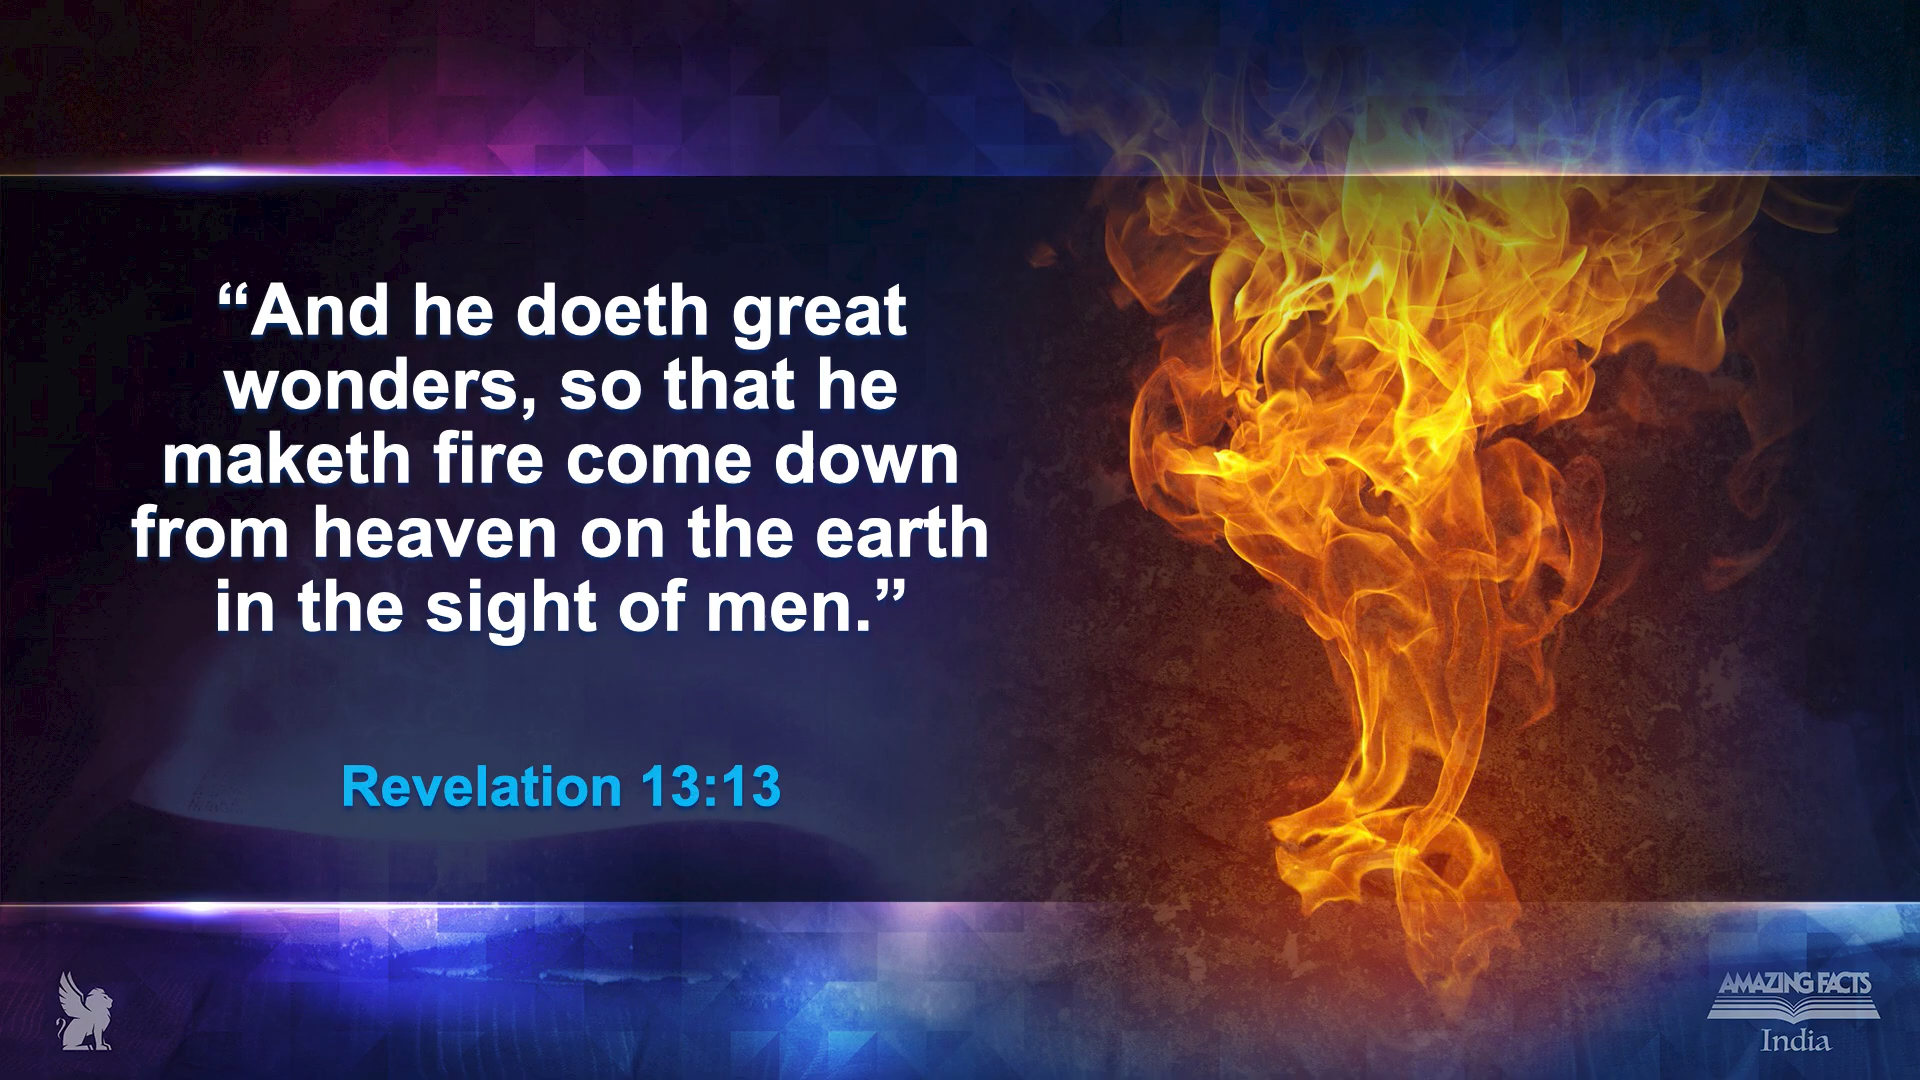 “And he doeth great
wonders, so that he
maketh fire come down
from heaven on the earth
in the sight of men.”
Revelation 13:13
AMAZING FACTS
India